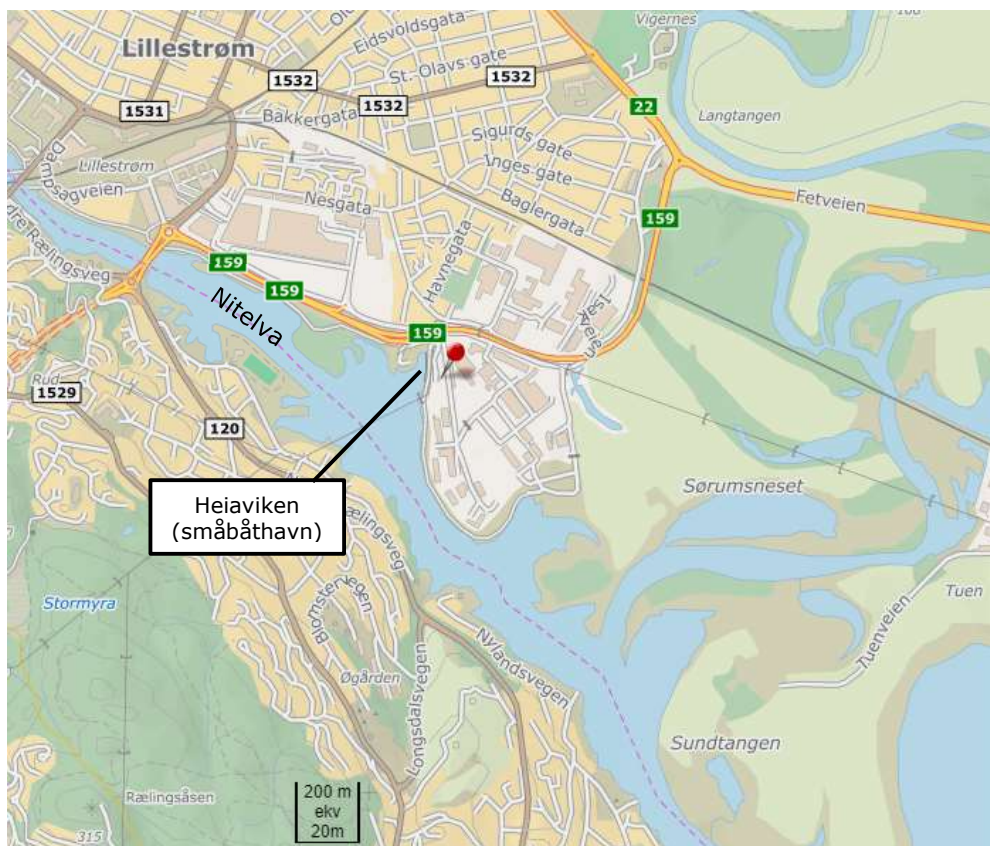 Vigernes
Lillestrøm
Eidsvoldsgata
St. Olavs gate
1532
1532
1532
1531
Bakkergata
22
Langtangen
Sigurds gate
Inges gate
Baglergata
Lillestrøm
Dampsagveien
Nesgata
Fetveien
159
159
159
159
Havnegata
Nitelva
Rud
1529
120
Heiaviken
(småbåthavn)
Sørumsneset
Stormyra
Blomstervegen
Tuen
Tuenveien
Øgården
Nylandsvegen
Longsdalsvegen
Sundtangen
Rælingsåsen
315
200 m
ekv
20m